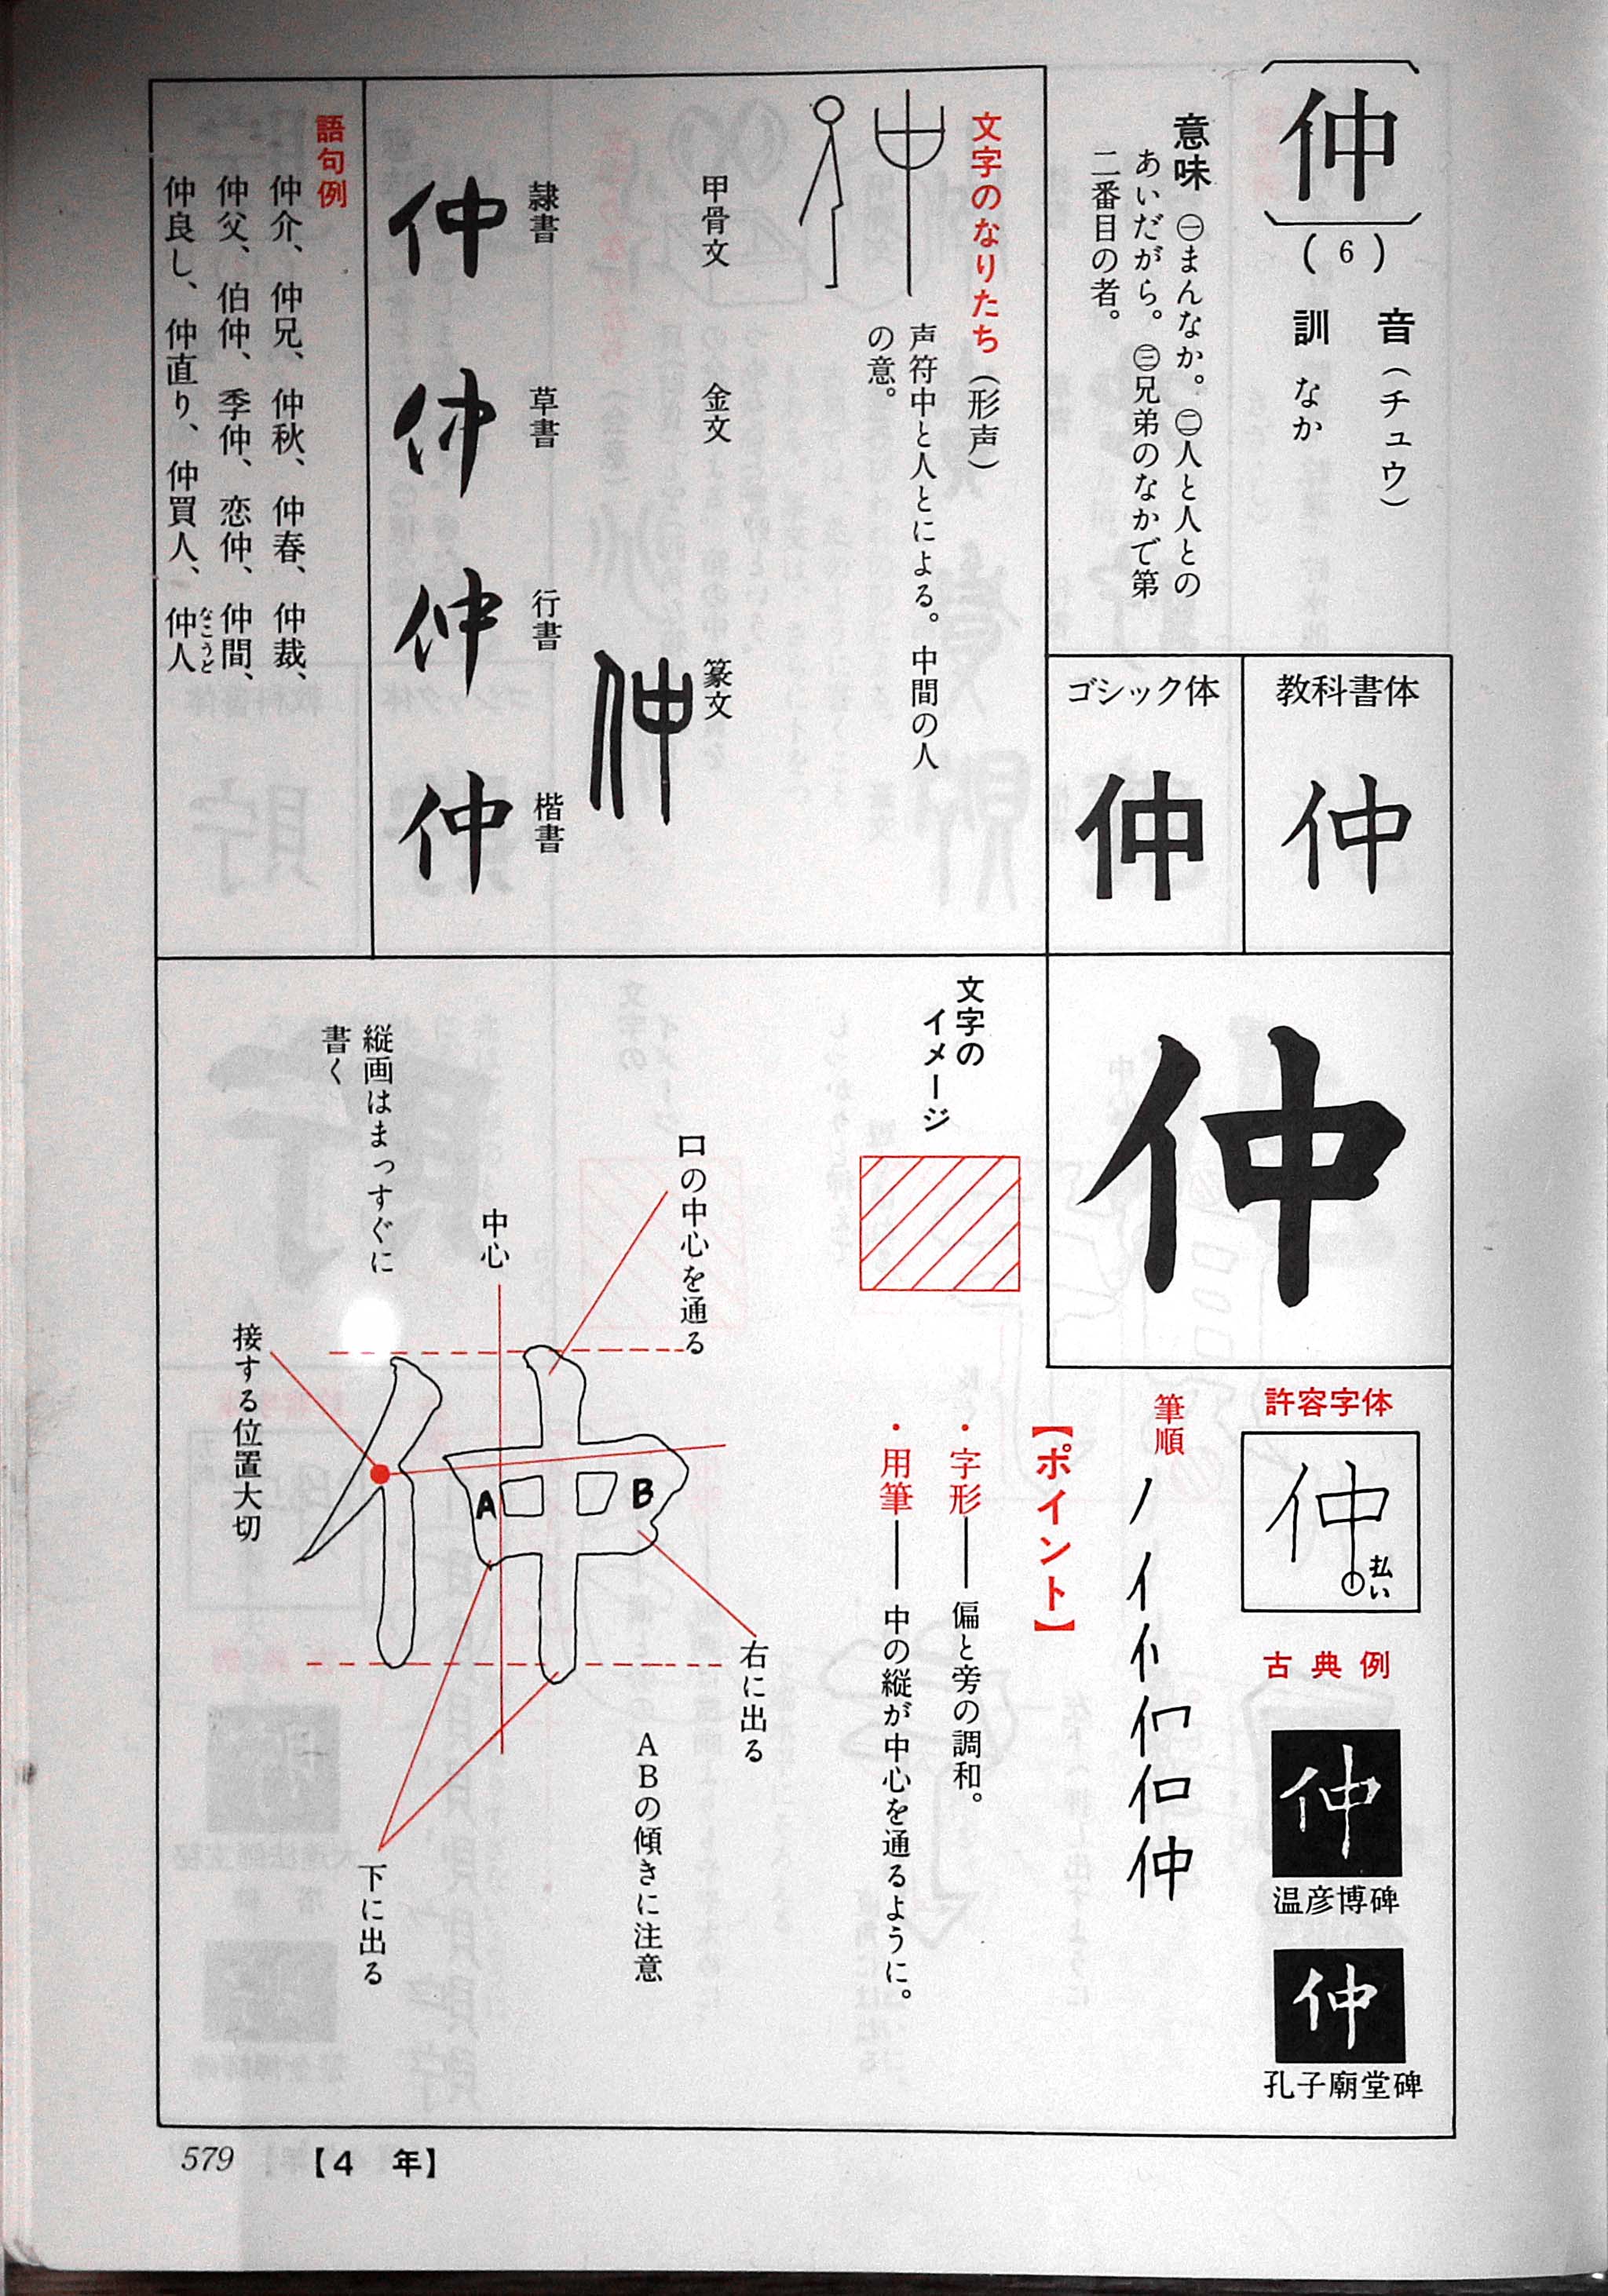 仲
(6)
音(チュウ)
訓 なか
意味 ㊀まんなか。㊁人と人との
あいだがら。㊂兄弟のなかで第
二番目の者。
教科書体
仲
ゴシック体
仲
文字のなりたち(形声)
声符中と人とによる。中間の人
の意。
甲骨文
金文
篆文
仲
隷書
仲
草書
仲
行書
仲
楷書
仲
語句例
仲介、仲兄、仲秋、仲春、仲裁、
仲父、伯仲、季仲、恋仲、仲間、
仲良し、仲直り、仲買人、仲人
なこうど
仲
許容字体
仲
払い
古典例
仲
温彦博碑
仲
孔子廟堂碑
筆順
ノ 亻 仲
【ポイント】
・字形——偏と旁の調和。
・用筆——中の縦が中心を通るように。
文字の
イメージ
口の中心を通る
中心
縦画はまっすぐに
書く
接する位置大切
A
B
右に出る
ABの傾きに注意
下に出る
579
【4 年】